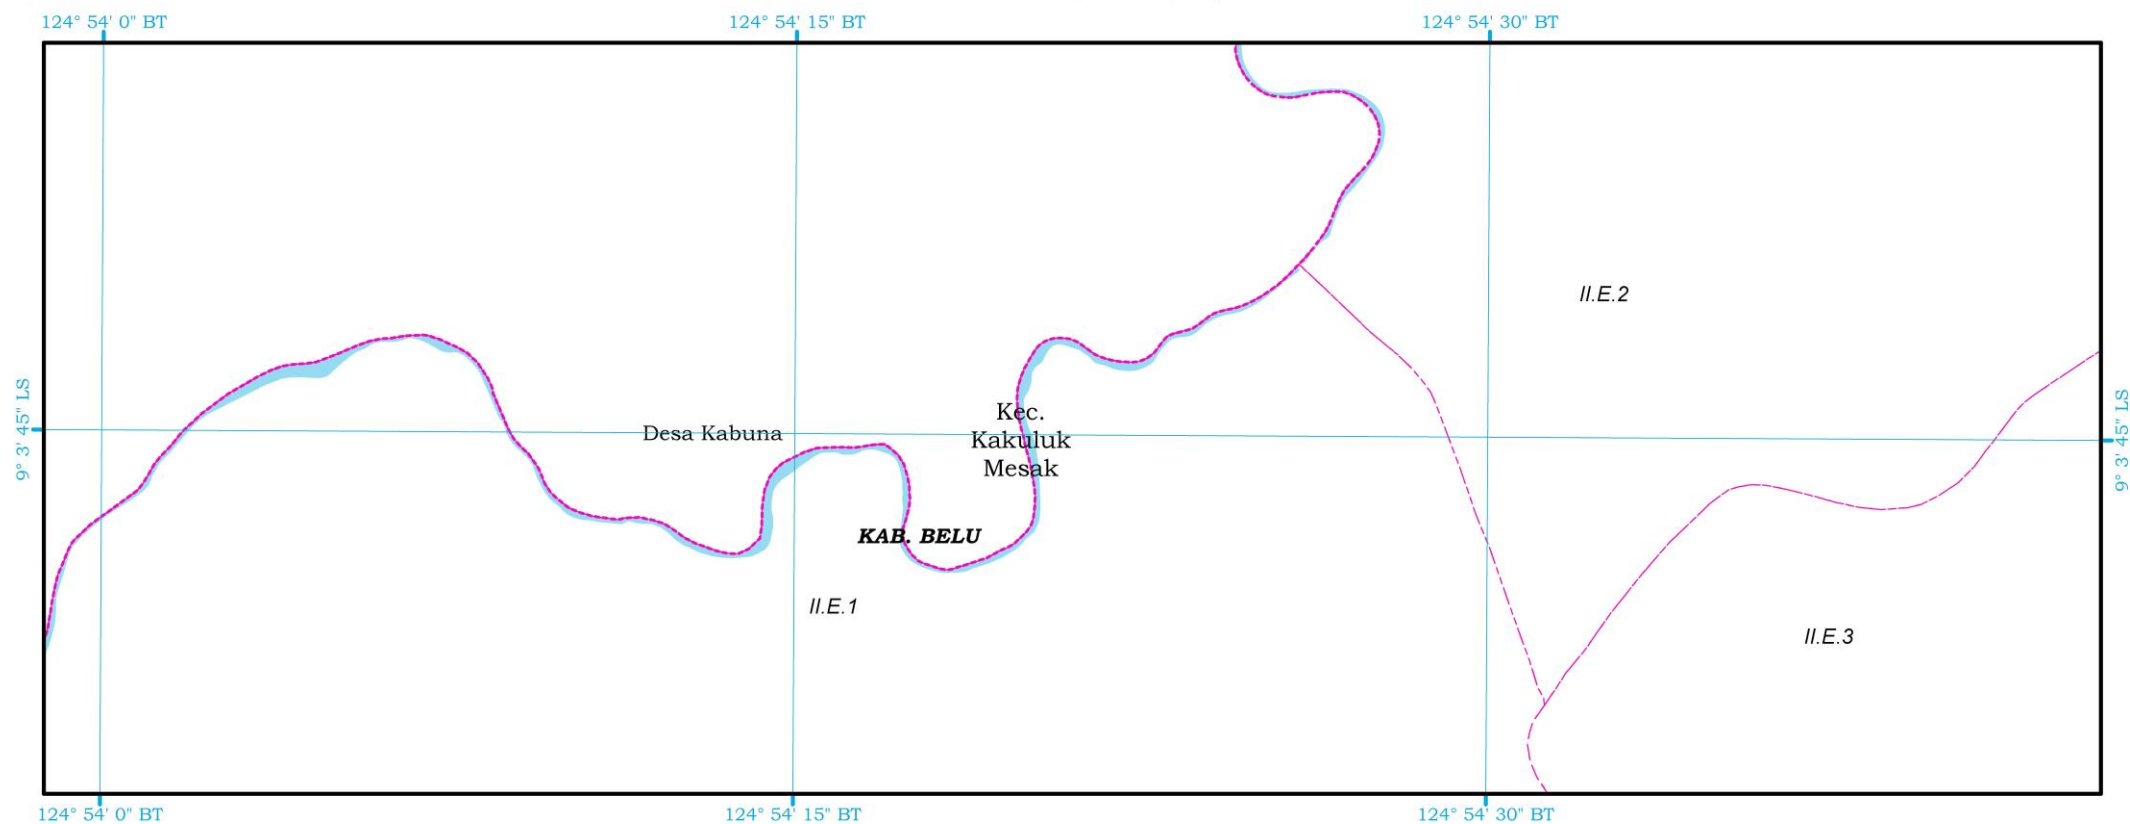 124° 54' 0" BT
124° 54' 15" BT
124° 54' 30" BT
II.E.2
9° 3' 45" LS
9° 3' 45" LS
Desa Kabuna
Kec.
Kakuluk
Mesak
KAB. BELU
II.E.1
II.E.3
124° 54' 0" BT
124° 54' 15" BT
124° 54' 30" BT